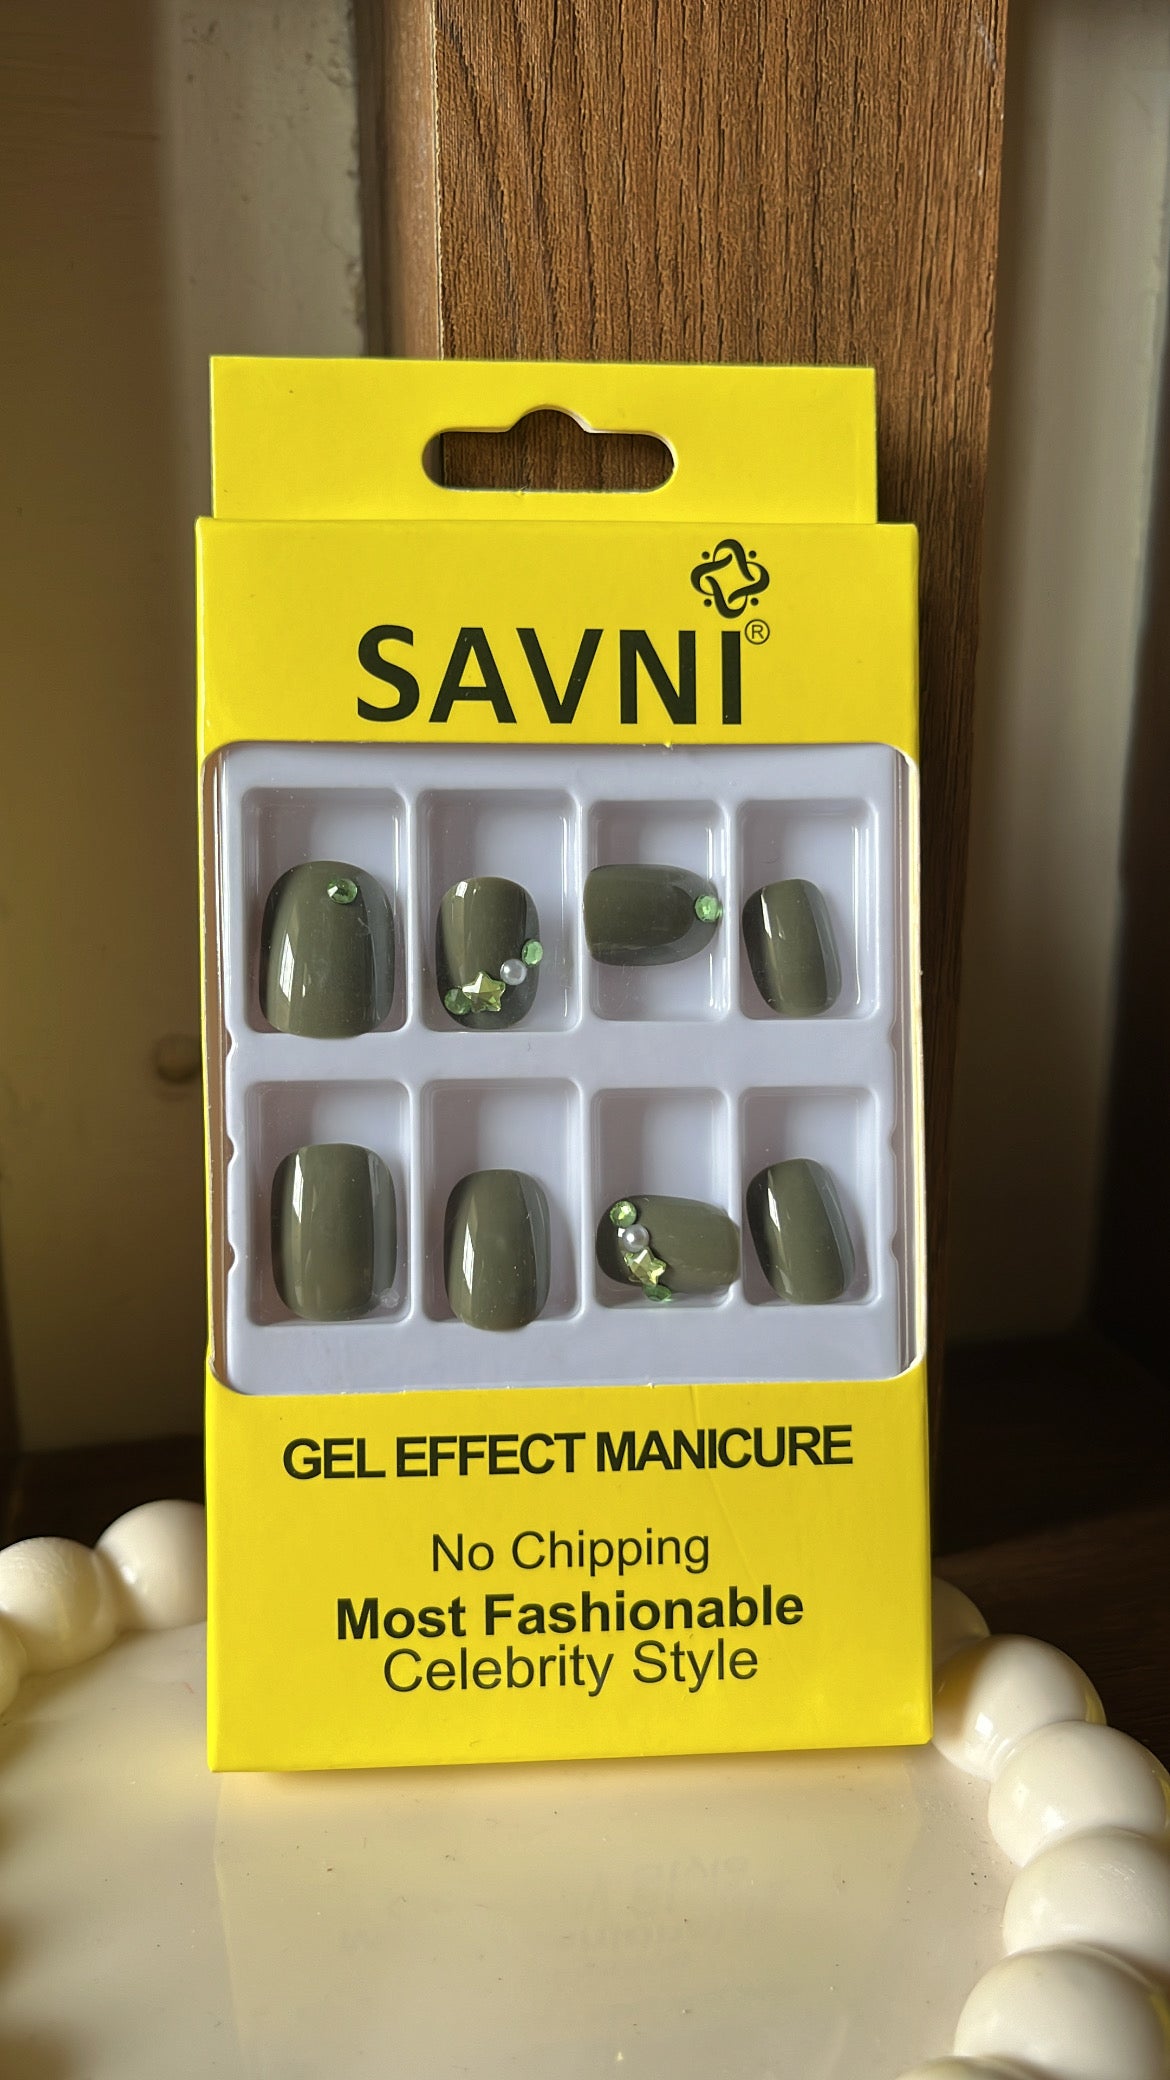 SAVNI®
GEL EFFECT MANICURE
No Chipping
Most Fashionable
Celebrity Style